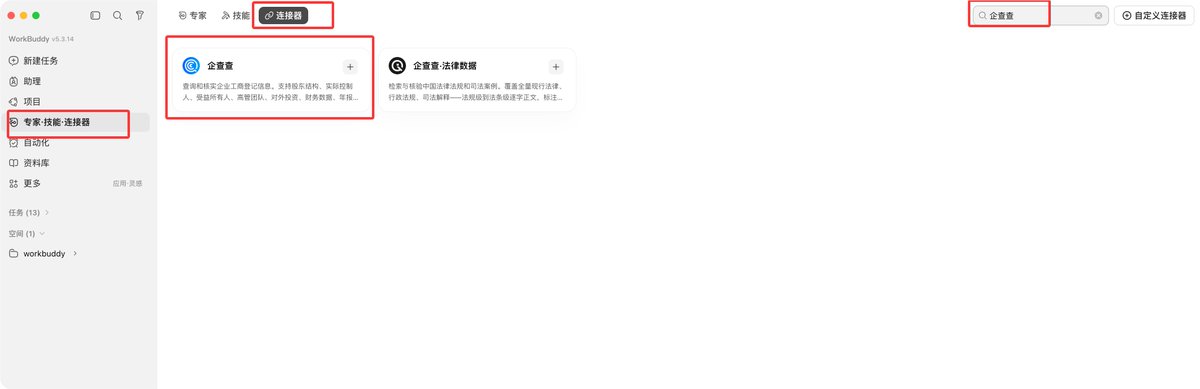 专家
技能
连接器
企查查
自定义连接器
WorkBuddy v5.3.14
新建任务
助理
项目
专家·技能·连接器
自动化
资料库
更多
应用·灵感
任务 (13)
空间 (1)
workbuddy
企查查
查询和核实企业工商登记信息。支持股东结构、实际控制
人、受益所有人、高管团队、对外投资、财务数据、年报...
企查查·法律数据
检索与核验中国法律法规和司法案例。覆盖全量现行法律、
行政法规、司法解释——法规级到法条级逐字正文、标注...